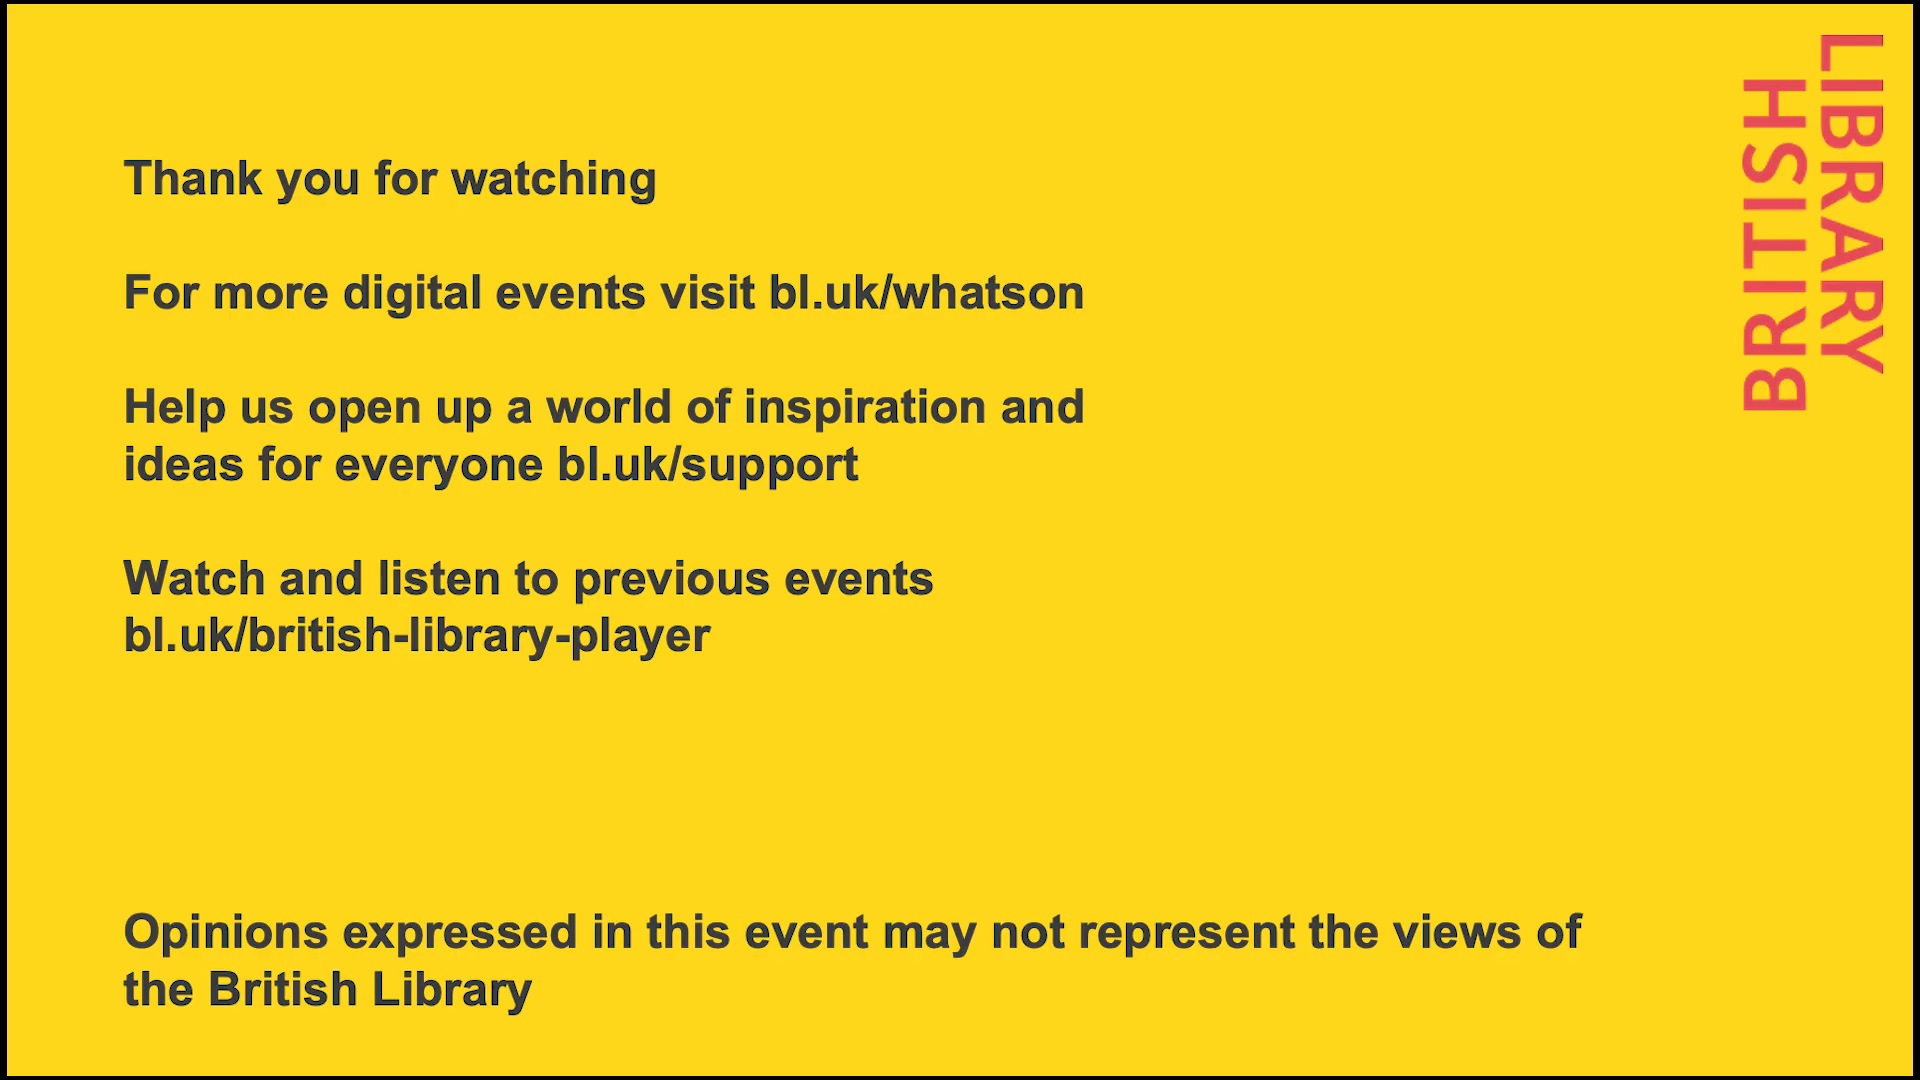 Thank you for watching
For more digital events visit bl.uk/whatson
Help us open up a world of inspiration and
ideas for everyone bl.uk/support
Watch and listen to previous events
bl.uk/british-library-player
Opinions expressed in this event may not represent the views of
the British Library
BRITISH
LIBRARY